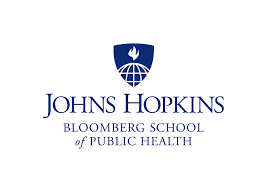 JOHNS HOPKINS
BLOOMBERG SCHOOL
of PUBLIC HEALTH